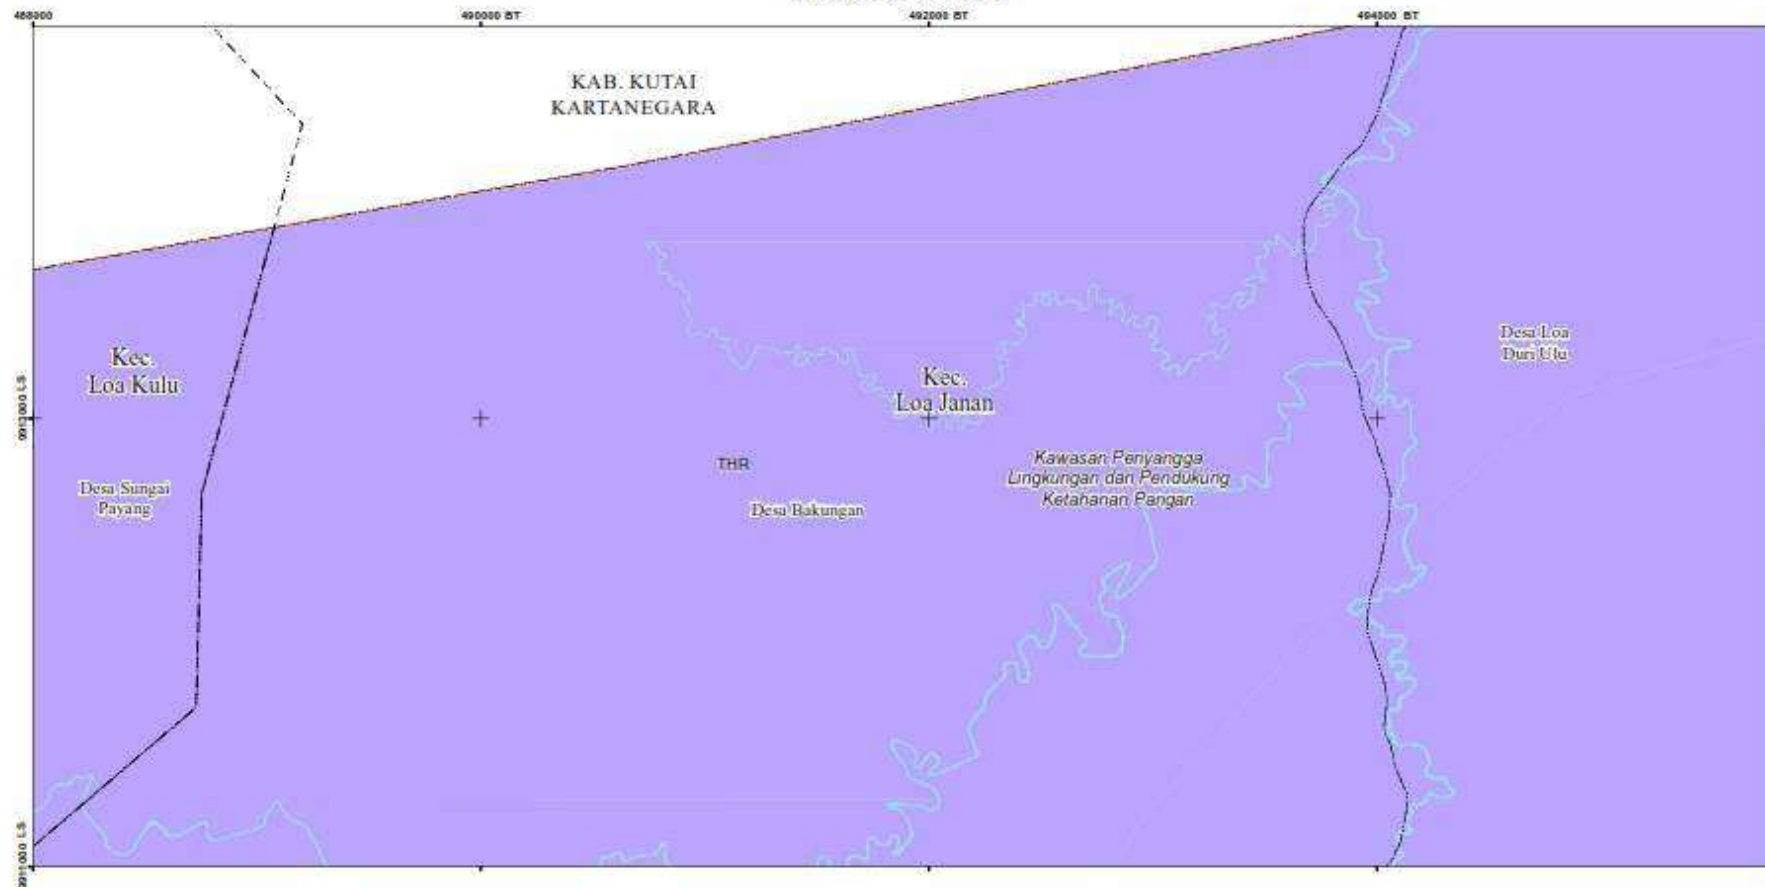 488000
490000 BT
492000 BT
494000 BT
KAB. KUTAI
KARTANEGARA
Desa Loa
Duri Ulu
Kec.
Loa Kulu
Kec.
Loa Janan
THR
Kawasan Penyangga
Lingkungan dan Pendukung
Ketahanan Pangan
Desa Sungai
Payang
Desa Bakungan